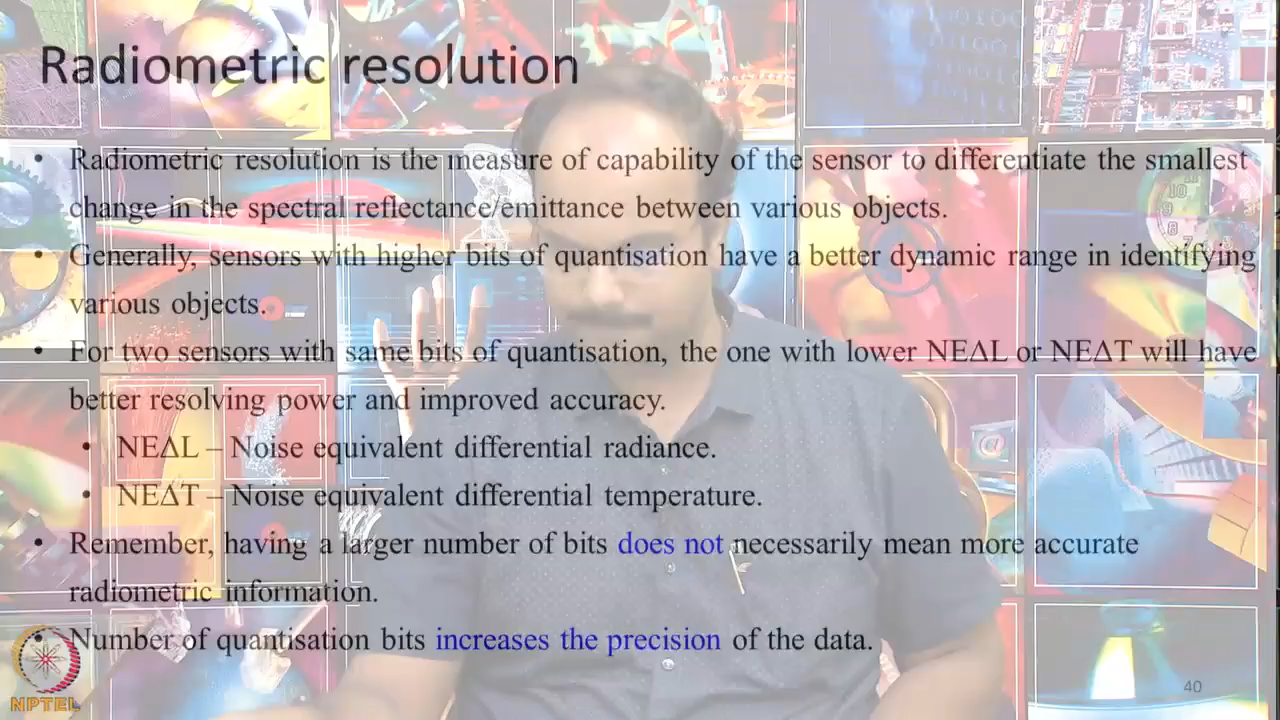 Radiometric resolution
• Radiometric resolution is the measure of capability of the sensor to differentiate the smallest
change in the spectral reflectance/emittance between various objects.
• Generally, sensors with higher bits of quantisation have a better dynamic range in identifying
various objects.
• For two sensors with same bits of quantisation, the one with lower NEΔL or NEΔT will have
better resolving power and improved accuracy.
• NEΔL – Noise equivalent differential radiance.
• NEΔT – Noise equivalent differential temperature.
• Remember, having a larger number of bits does not necessarily mean more accurate
radiometric information.
• Number of quantisation bits increases the precision of the data.
NPTEL
40